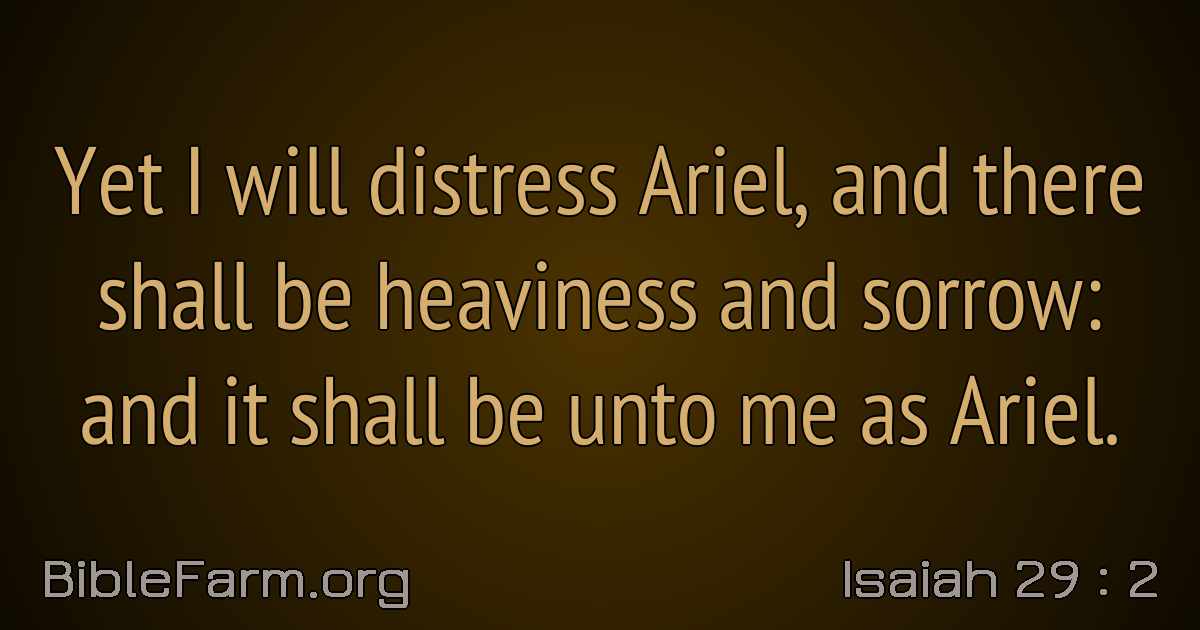 Yet I will distress Ariel, and there
shall be heaviness and sorrow:
and it shall be unto me as Ariel.
BibleFarm.org
Isaiah 29 : 2